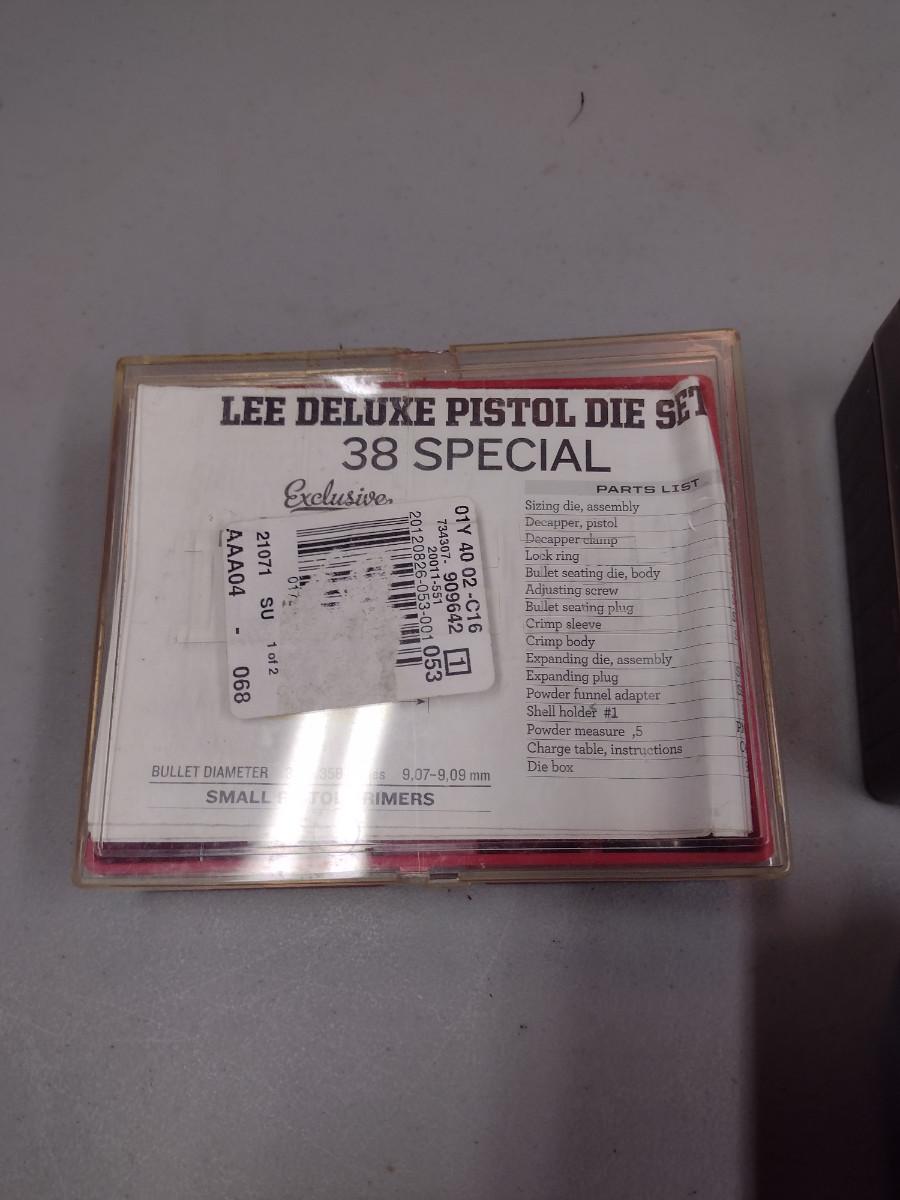 LEE DELUXE PISTOL DIE SET
38 SPECIAL
Exclusive
01Y 40 02 -C16
734307- 909642 1
20011-551
20120826-053-001 053
21071 SU 1 of 2
AAA04 - 068
BULLET DIAMETER 9,07–9,09 mm
SMALL PISTOL PRIMERS
PARTS LIST
Sizing die, assembly
Decapper, pistol
Decapper clamp
Lock ring
Bullet seating die, body
Adjusting screw
Bullet seating plug
Crimp sleeve
Crimp body
Expanding die, assembly
Expanding plug
Powder funnel adapter
Shell holder #1
Powder measure ,5
Charge table, instructions
Die box